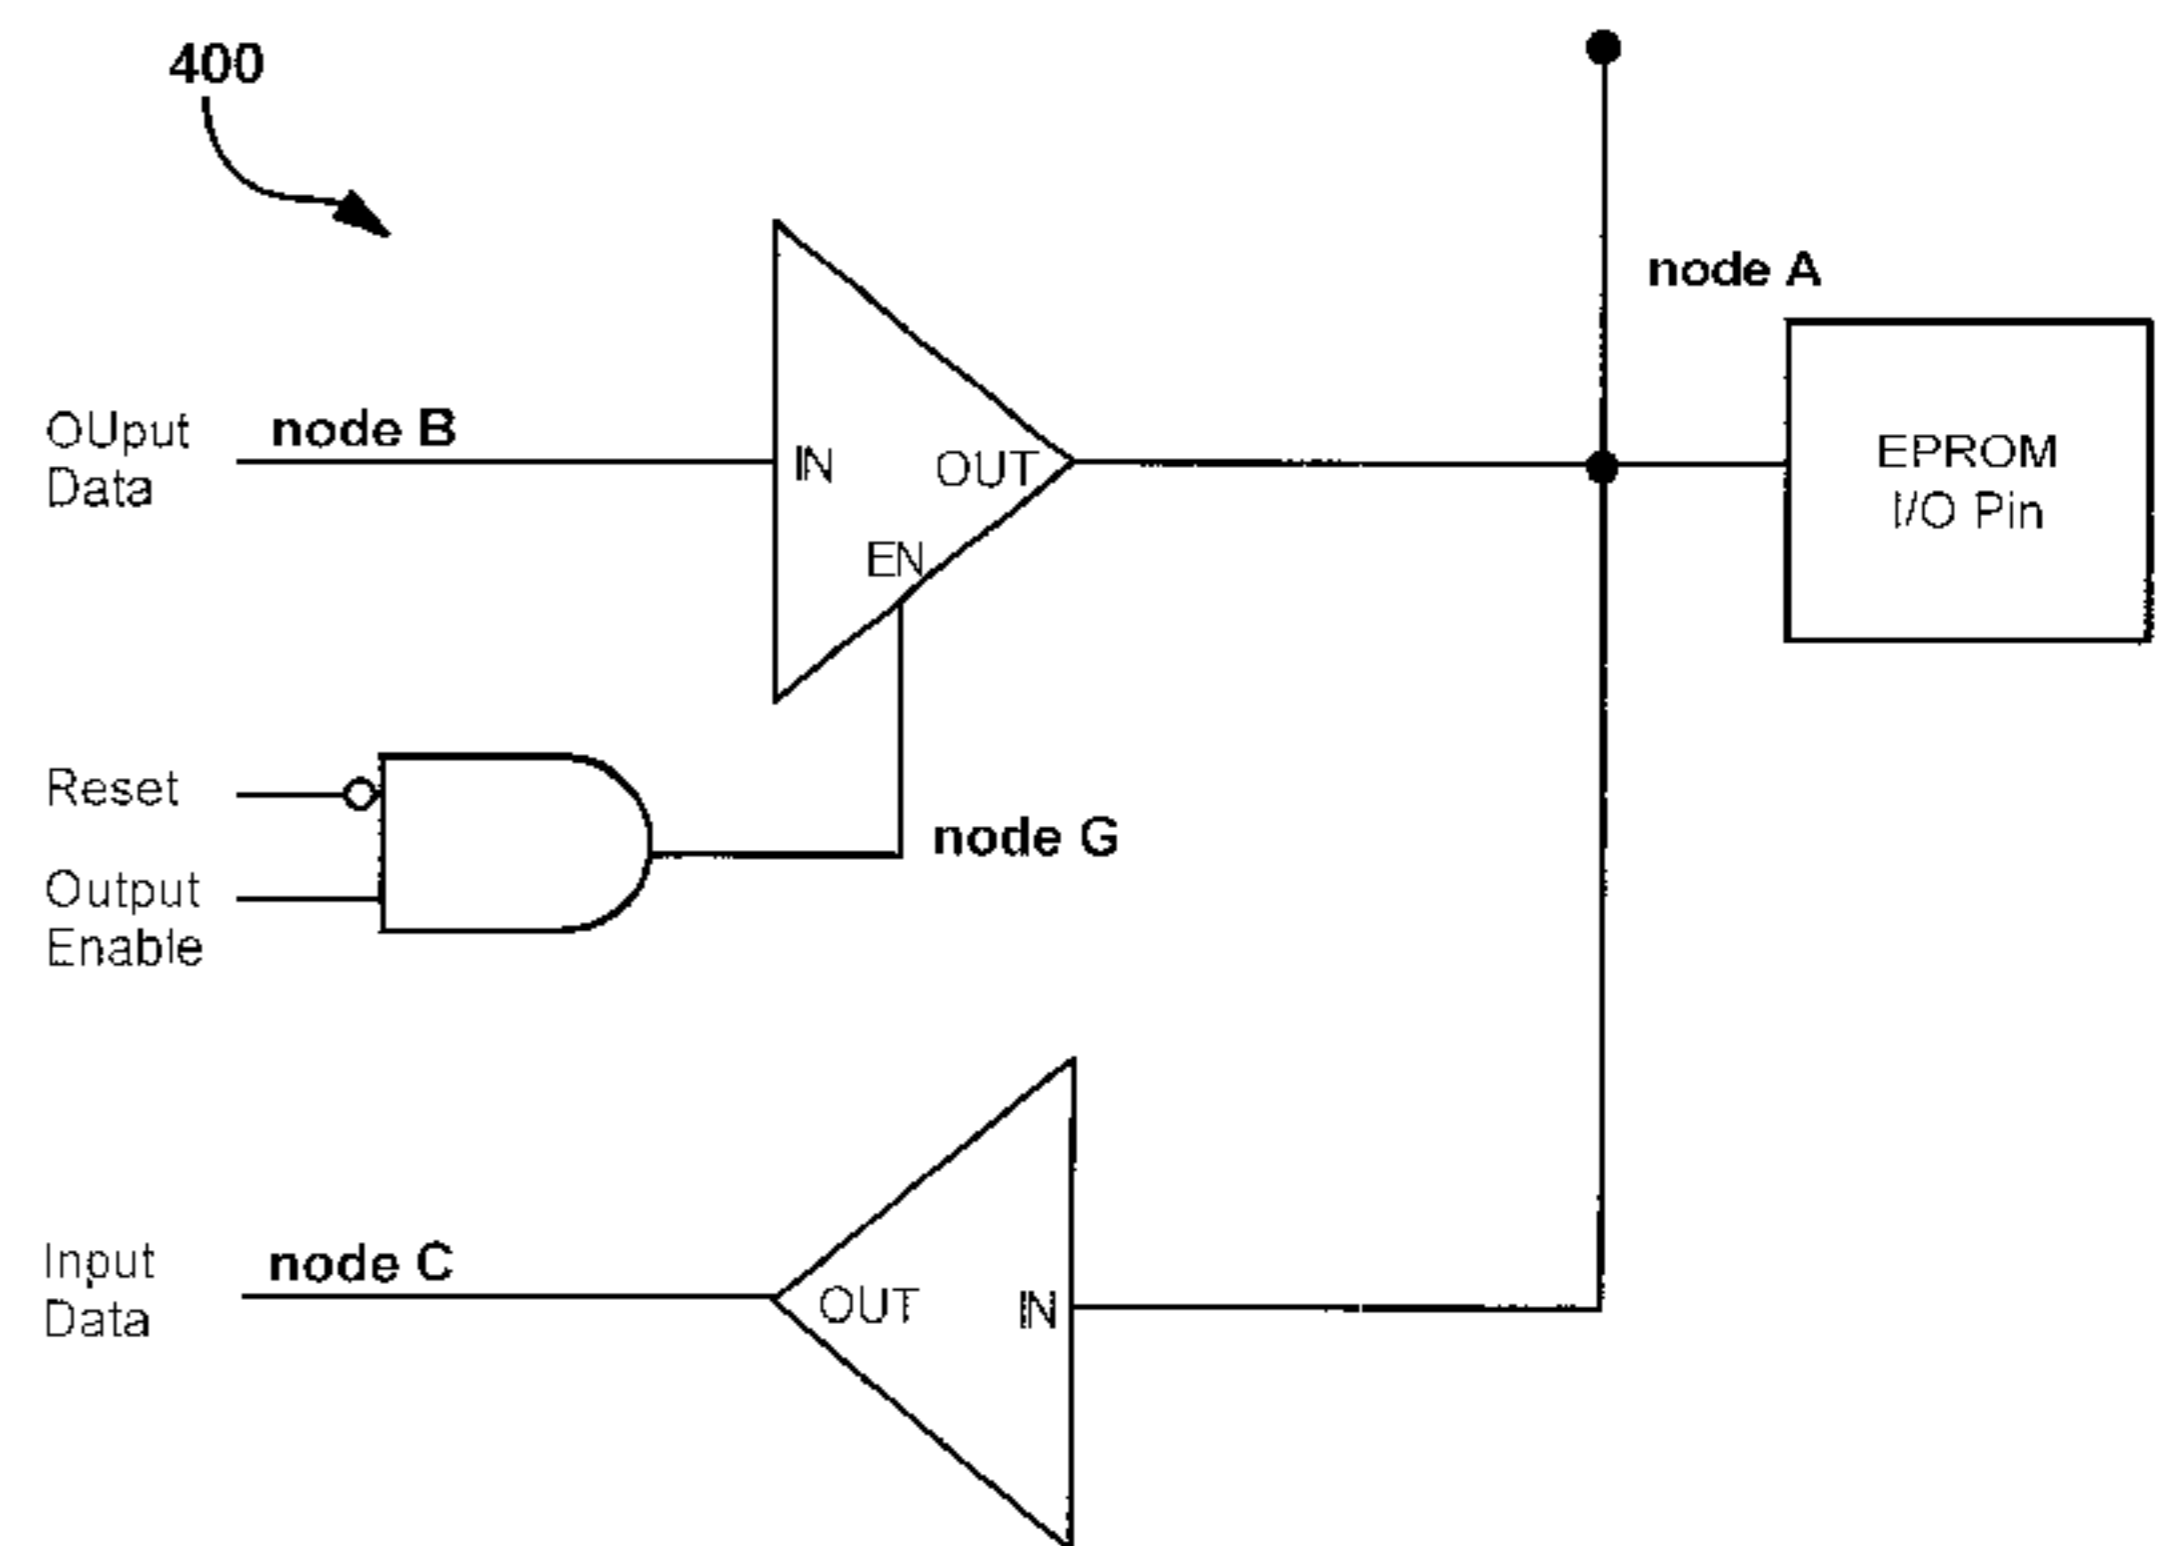 400
node A
OUput
Data
node B
IN
OUT
EN
EPROM
I/O Pin
Reset
Output
Enable
node G
Input
Data
node C
OUT
IN